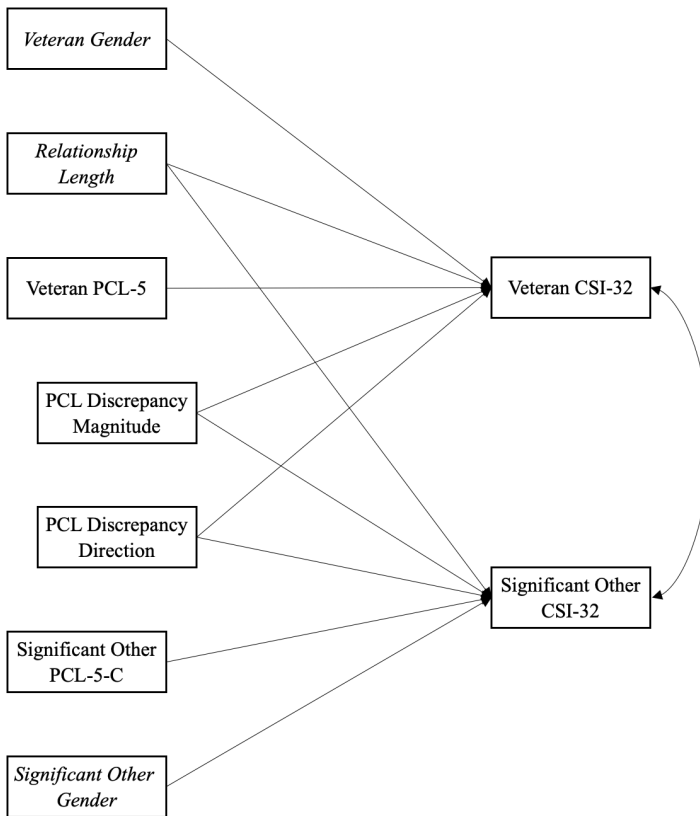 Veteran Gender
Relationship
Length
Veteran PCL-5
Veteran CSI-32
PCL Discrepancy
Magnitude
PCL Discrepancy
Direction
Significant Other
CSI-32
Significant Other
PCL-5-C
Significant Other
Gender